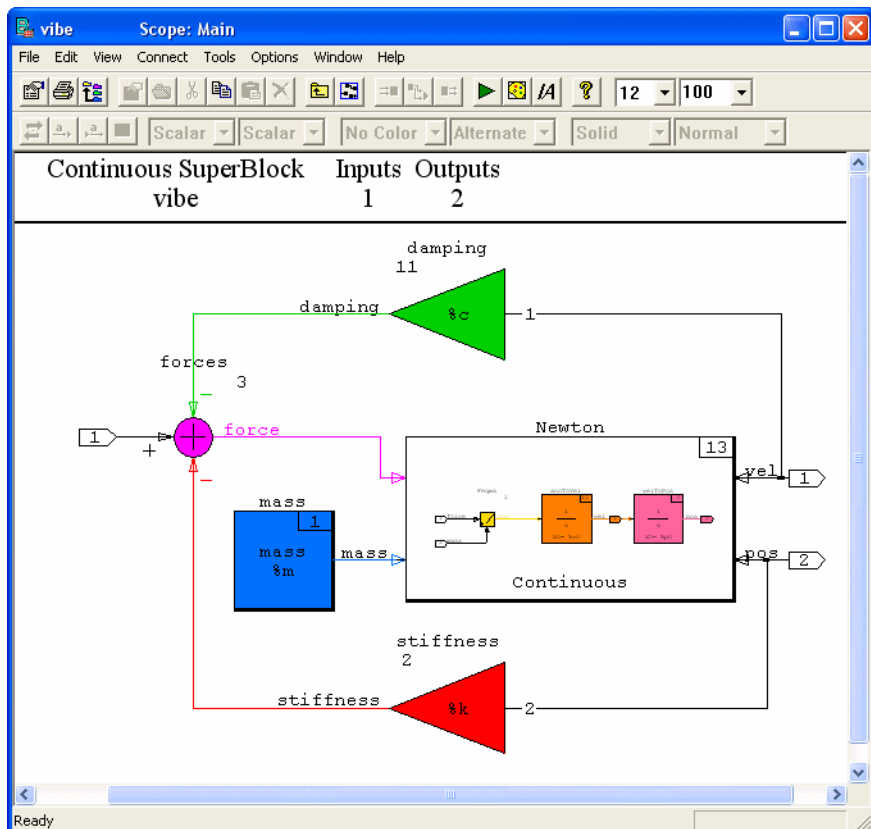 vibe Scope: Main
File Edit View Connect Tools Options Window Help
12 100
Scalar Scalar No Color Alternate Solid Normal
Continuous SuperBlock Inputs Outputs
vibe 1 2
damping
11
damping
%c
1
forces
3
1
+
−
−
force
Newton
13
vel
1
mass
1
mass
%m
mass
Continuous
pos
2
stiffness
2
stiffness
%k
2
Ready